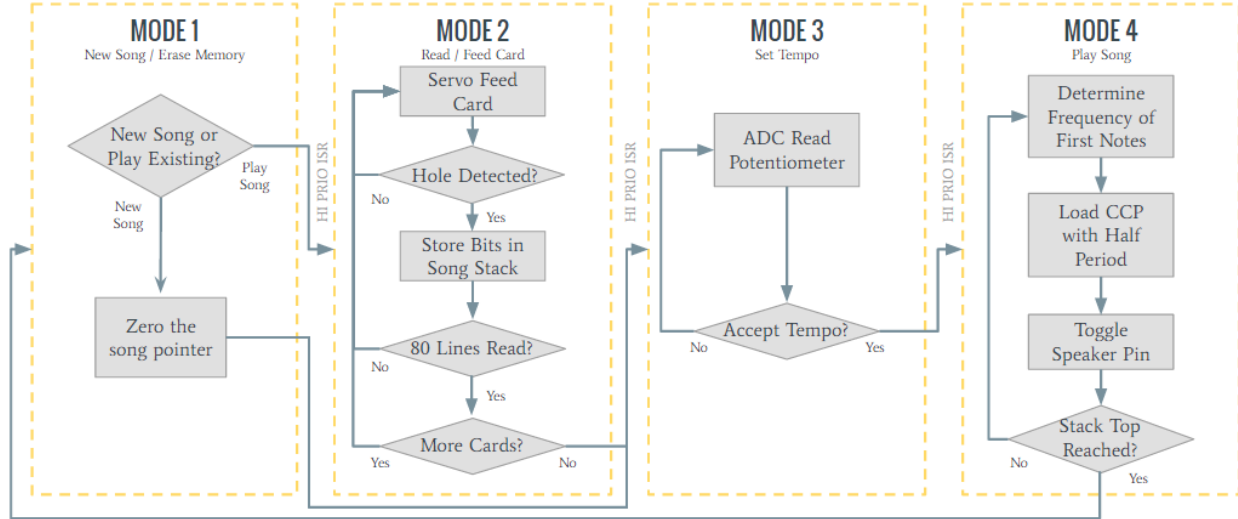 MODE 1
New Song / Erase Memory
New Song or
Play Existing?
Play
Song
New
Song
Zero the
song pointer
HI PRIO ISR
MODE 2
Read / Feed Card
Servo Feed
Card
Hole Detected?
No
Yes
Store Bits in
Song Stack
80 Lines Read?
No
Yes
More Cards?
Yes
No
HI PRIO ISR
MODE 3
Set Tempo
ADC Read
Potentiometer
Accept Tempo?
No
Yes
HI PRIO ISR
MODE 4
Play Song
Determine
Frequency of
First Notes
Load CCP
with Half
Period
Toggle
Speaker Pin
Stack Top
Reached?
No
Yes